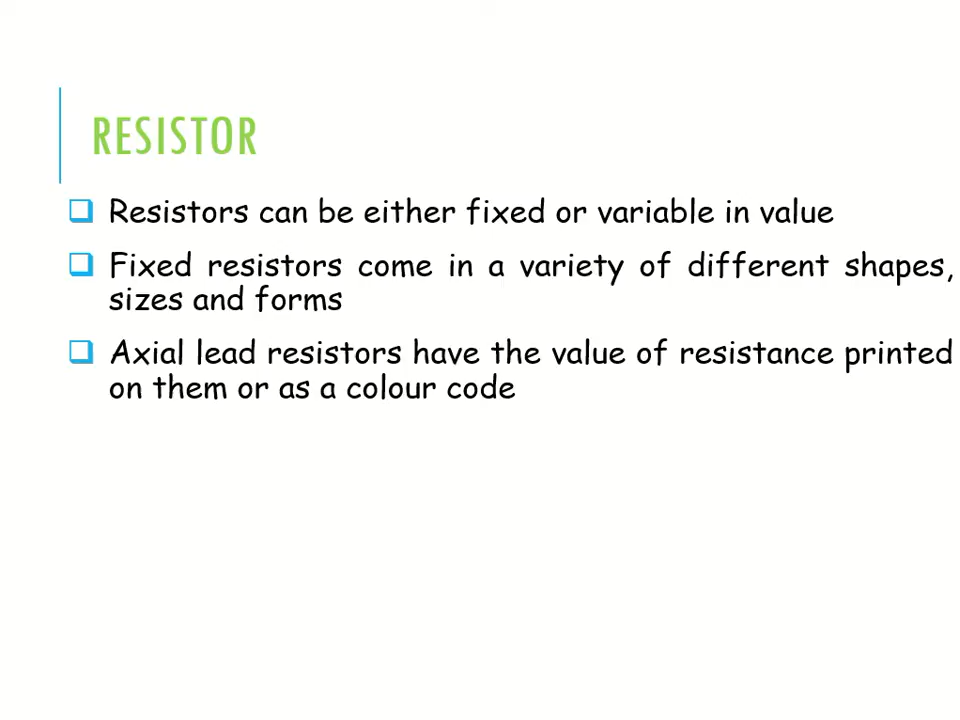 RESISTOR
Resistors can be either fixed or variable in value
Fixed resistors come in a variety of different shapes,
sizes and forms
Axial lead resistors have the value of resistance printed
on them or as a colour code